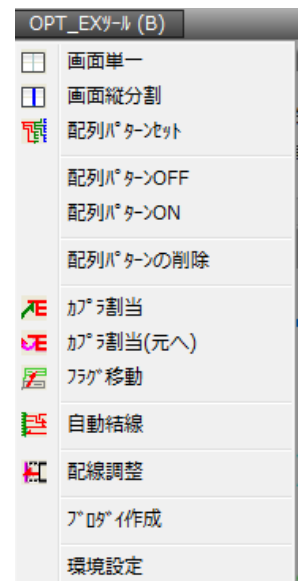 OPT_EXﾂｰﾙ (B)
画面単一
画面縦分割
配列ﾊﾟﾀｰﾝｾｯﾄ
配列ﾊﾟﾀｰﾝOFF
配列ﾊﾟﾀｰﾝON
配列ﾊﾟﾀｰﾝの削除
ｶﾌﾟﾗ割当
ｶﾌﾟﾗ割当(元へ)
ﾌﾗｸﾞ移動
自動結線
配線調整
ﾌﾞﾛﾀﾞｲ作成
環境設定